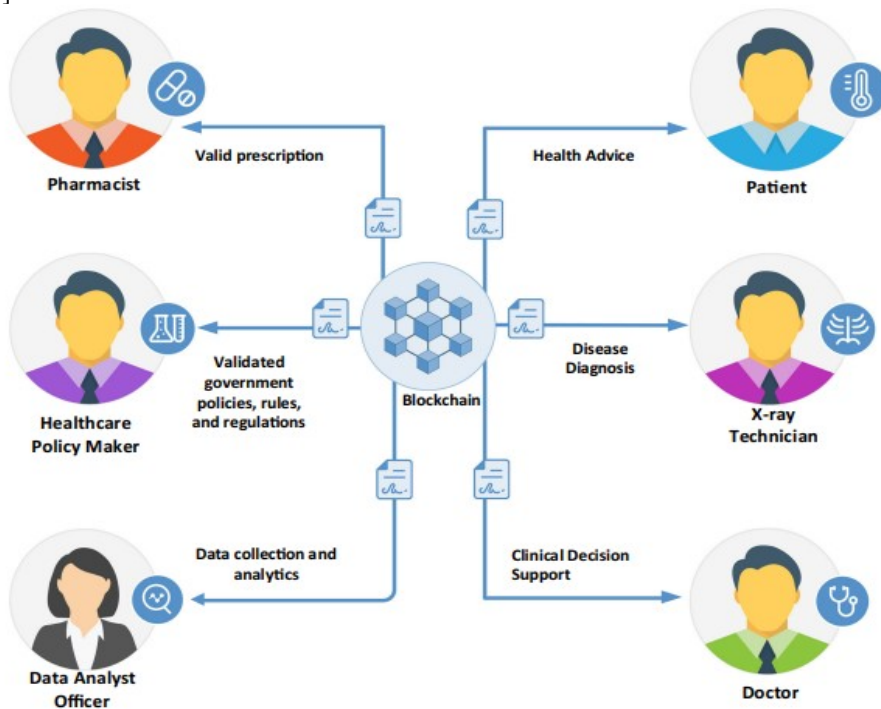 ]
Valid prescription
Pharmacist
Health Advice
Patient
Validated
government
policies, rules,
and regulations
Healthcare
Policy Maker
Blockchain
Disease
Diagnosis
X-ray
Technician
Data collection and
analytics
Data Analyst
Officer
Clinical Decision
Support
Doctor